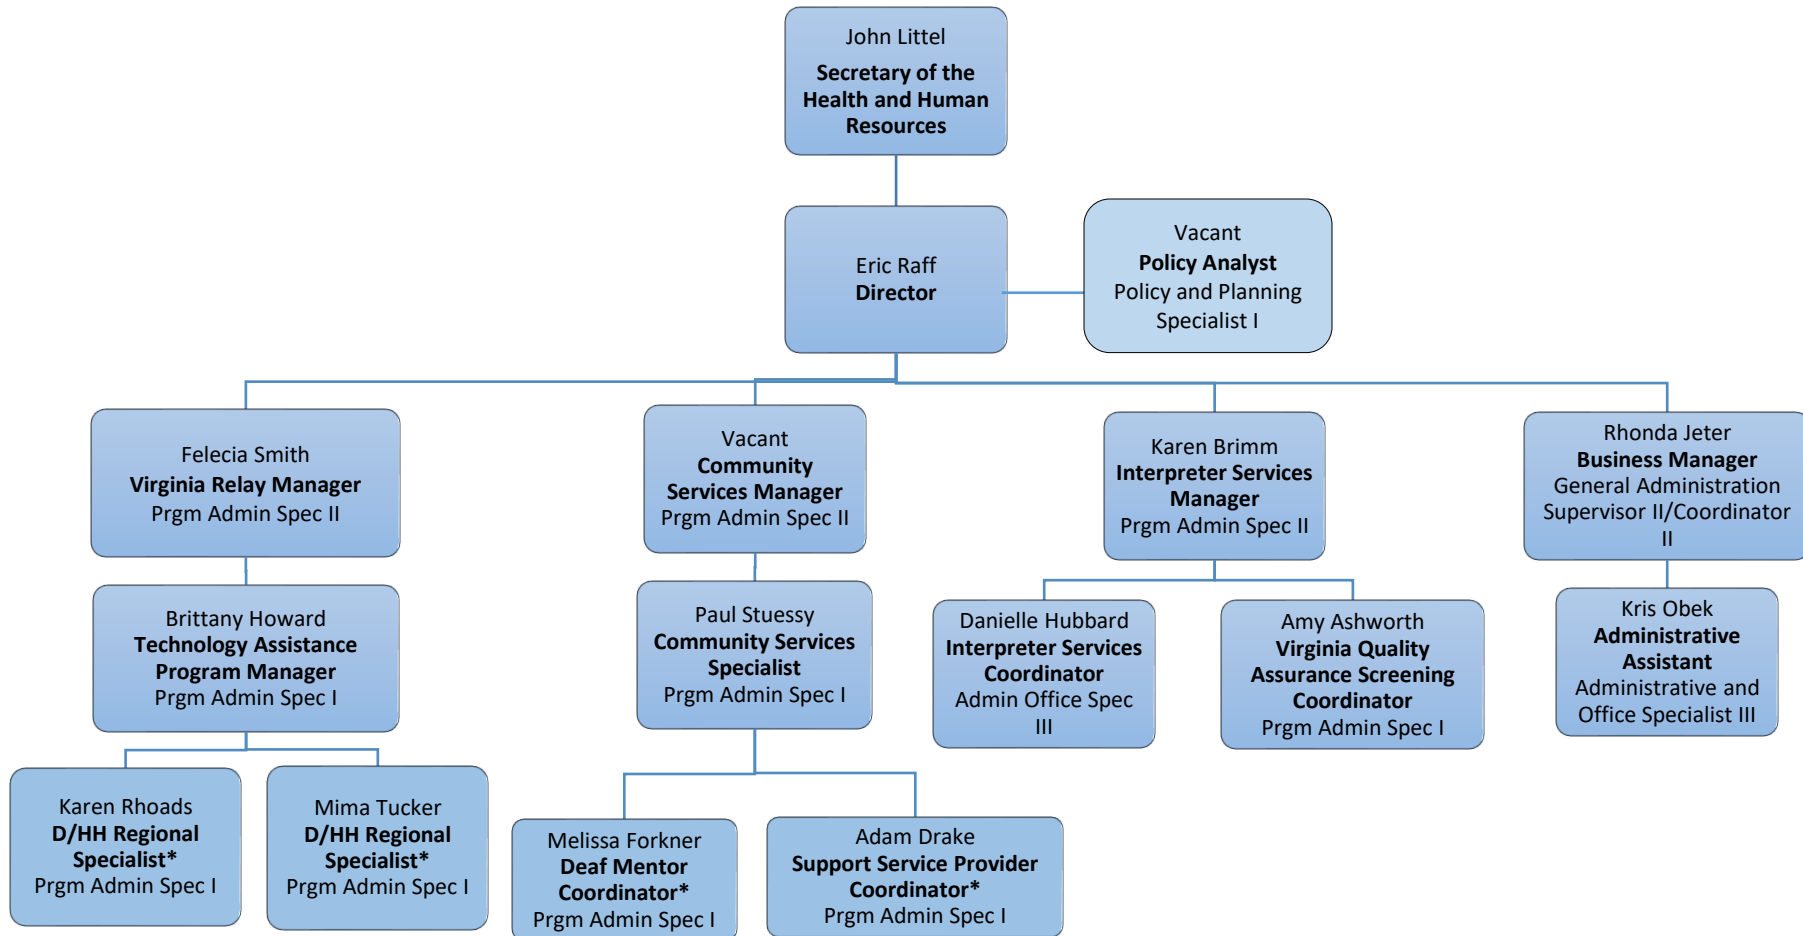 John Littel
Secretary of the
Health and Human
Resources
Eric Raff
Director
Vacant
Policy Analyst
Policy and Planning
Specialist I
Felecia Smith
Virginia Relay Manager
Prgm Admin Spec II
Vacant
Community
Services Manager
Prgm Admin Spec II
Karen Brimm
Interpreter Services
Manager
Prgm Admin Spec II
Rhonda Jeter
Business Manager
General Administration
Supervisor II/Coordinator
II
Brittany Howard
Technology Assistance
Program Manager
Prgm Admin Spec I
Paul Stuessy
Community Services
Specialist
Prgm Admin Spec I
Danielle Hubbard
Interpreter Services
Coordinator
Admin Office Spec
III
Amy Ashworth
Virginia Quality
Assurance Screening
Coordinator
Prgm Admin Spec I
Kris Obek
Administrative
Assistant
Administrative and
Office Specialist III
Karen Rhoads
D/HH Regional
Specialist*
Prgm Admin Spec I
Mima Tucker
D/HH Regional
Specialist*
Prgm Admin Spec I
Melissa Forkner
Deaf Mentor
Coordinator*
Prgm Admin Spec I
Adam Drake
Support Service Provider
Coordinator*
Prgm Admin Spec I